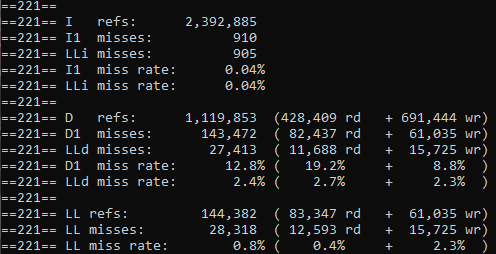 ==221==
==221== I   refs:      2,392,885
==221== I1  misses:          910
==221== LLi misses:          905
==221== I1  miss rate:      0.04%
==221== LLi miss rate:      0.04%
==221==
==221== D   refs:      1,119,853  (428,409 rd   + 691,444 wr)
==221== D1  misses:      143,472  ( 82,437 rd   +  61,035 wr)
==221== LLd misses:       27,413  ( 11,688 rd   +  15,725 wr)
==221== D1  miss rate:      12.8% (   19.2%     +     8.8%  )
==221== LLd miss rate:       2.4% (    2.7%     +     2.3%  )
==221==
==221== LL refs:         144,382  ( 83,347 rd   +  61,035 wr)
==221== LL misses:        28,318  ( 12,593 rd   +  15,725 wr)
==221== LL miss rate:        0.8% (    0.4%     +     2.3%  )